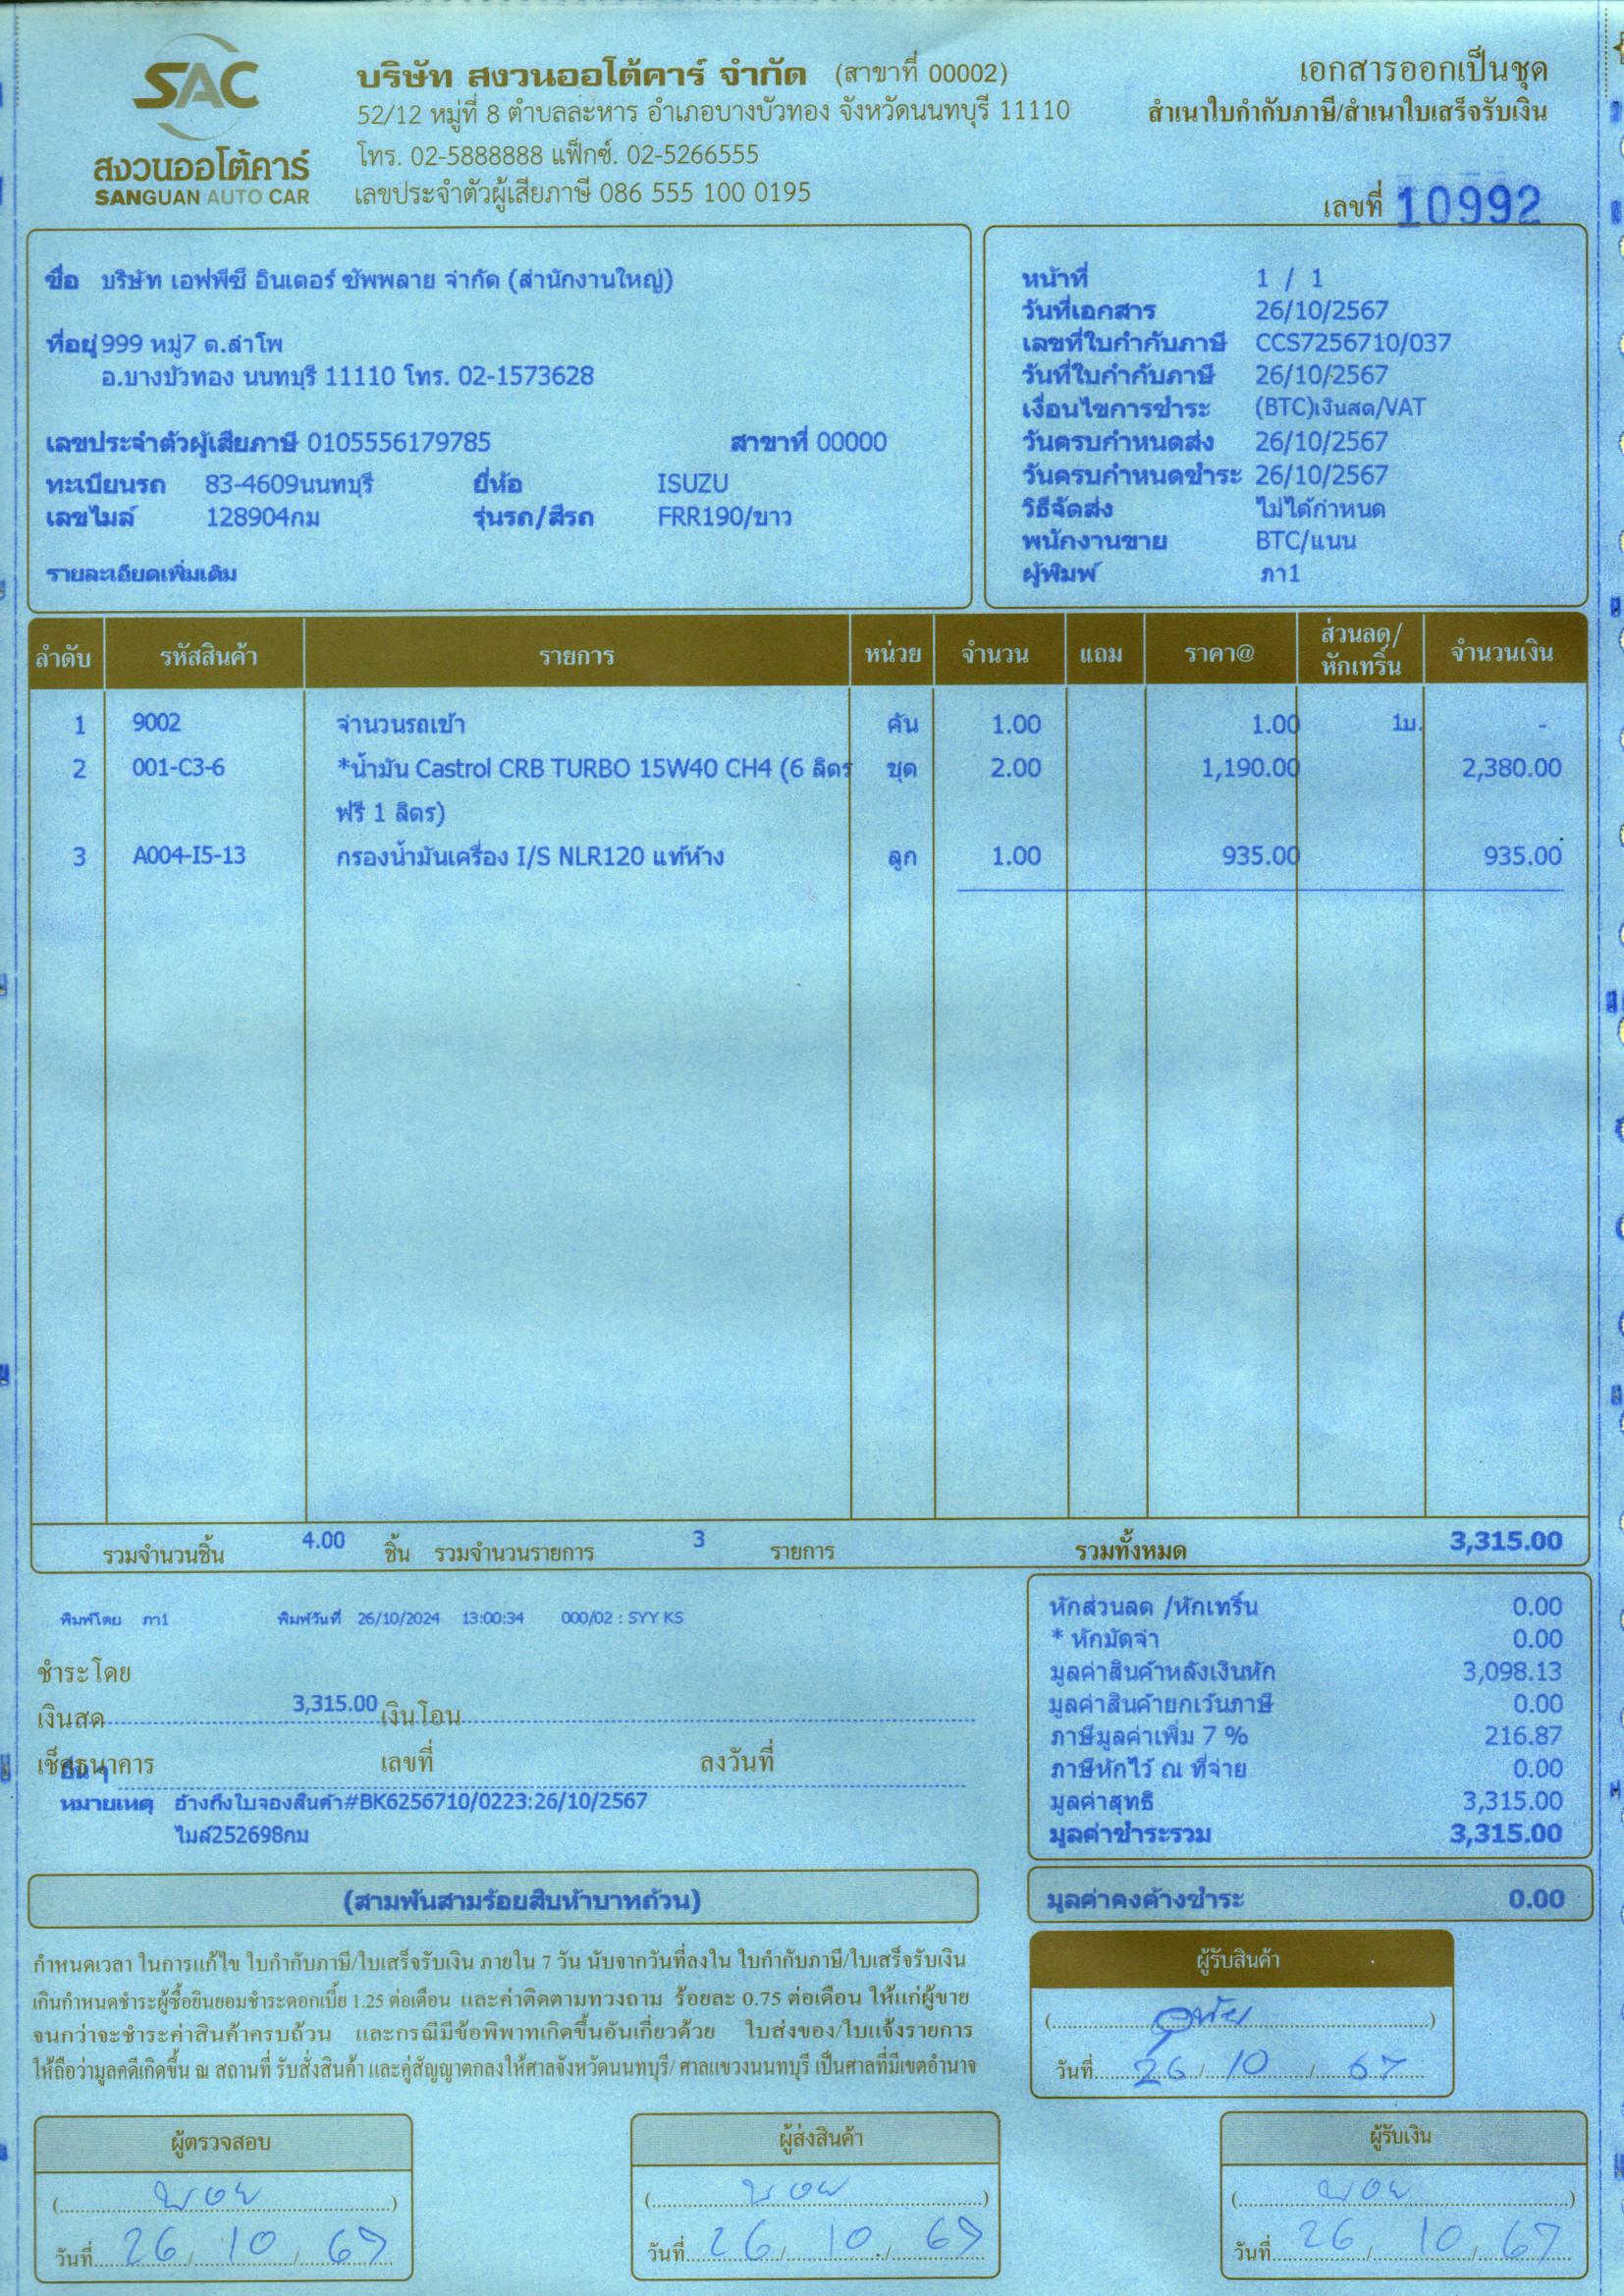 SAC
สงวนออโต้คาร์
SANGUAN AUTO CAR
บริษัท สงวนออโต้คาร์ จำกัด (สาขาที่ 00002)
52/12 หมู่ที่ 8 ตำบลละหาร อำเภอบางบัวทอง จังหวัดนนทบุรี 11110
โทร. 02-5888888 แฟ็กซ์. 02-5266555
เลขประจำตัวผู้เสียภาษี 086 555 100 0195
เอกสารออกเป็นชุด
สำเนาใบกำกับภาษี/สำเนาใบเสร็จรับเงิน
เลขที่ 10992
ชื่อ บริษัท เอฟพีซี อินเตอร์ ซัพพลาย จำกัด (สำนักงานใหญ่)
ที่อยู่ 999 หมู่7 ต.ลำโพ
อ.บางบัวทอง นนทบุรี 11110 โทร. 02-1573628
เลขประจำตัวผู้เสียภาษี 0105556179785 สาขาที่ 00000
ทะเบียนรถ 83-4609นนทบุรี ยี่ห้อ ISUZU
เลขไมล์ 128904กม รุ่นรถ/สีรถ FRR190/ขาว
รายละเอียดเพิ่มเติม
หน้าที่ 1 / 1
วันที่เอกสาร 26/10/2567
เลขที่ใบกำกับภาษี CCS7256710/037
วันที่ใบกำกับภาษี 26/10/2567
เงื่อนไขการชำระ (BTC)เงินสด/VAT
วันครบกำหนดส่ง 26/10/2567
วันครบกำหนดชำระ 26/10/2567
วิธีจัดส่ง ไม่ได้กำหนด
พนักงานขาย BTC/แนน
ผู้พิมพ์ ภา1
ลำดับ รหัสสินค้า รายการ หน่วย จำนวน แถม ราคา@ ส่วนลด/หักเทริ์น จำนวนเงิน
1 9002 จำนวนรถเข้า คัน 1.00 1.00 1บ. -
2 001-C3-6 *น้ำมัน Castrol CRB TURBO 15W40 CH4 (6 ลิตร ชุด 2.00 1,190.00 2,380.00
ฟรี 1 ลิตร)
3 A004-I5-13 กรองน้ำมันเครื่อง I/S NLR120 แท้ห้าง ลูก 1.00 935.00 935.00
รวมจำนวนชิ้น 4.00 ชิ้น รวมจำนวนรายการ 3 รายการ รวมทั้งหมด 3,315.00
พิมพ์โดย ภา1 พิมพ์วันที่ 26/10/2024 13:00:34 000/02 : SYY KS
ชำระโดย
เงินสด 3,315.00 เงินโอน
เช็คธนาคาร เลขที่ ลงวันที่
อื่น ๆ
หมายเหตุ อ้างถึงใบจองสินค้า#BK6256710/0223:26/10/2567
ไมล์252698กม
หักส่วนลด /หักเทริ์น 0.00
* หักมัดจำ 0.00
มูลค่าสินค้าหลังเงินหัก 3,098.13
มูลค่าสินค้ายกเว้นภาษี 0.00
ภาษีมูลค่าเพิ่ม 7 % 216.87
ภาษีหักไว้ ณ ที่จ่าย 0.00
มูลค่าสุทธิ 3,315.00
มูลค่าชำระรวม 3,315.00
(สามพันสามร้อยสิบห้าบาทถ้วน)
มูลค่าคงค้างชำระ 0.00
กำหนดเวลา ในการแก้ไข ใบกำกับภาษี/ใบเสร็จรับเงิน ภายใน 7 วัน นับจากวันที่ลงใน ใบกำกับภาษี/ใบเสร็จรับเงิน
เกินกำหนดชำระผู้ซื้อยินยอมชำระดอกเบี้ย 1.25 ต่อเดือน และค่าติดตามทวงถาม ร้อยละ 0.75 ต่อเดือน ให้แก่ผู้ขาย
จนกว่าจะชำระค่าสินค้าครบถ้วน และกรณีมีข้อพิพาทเกิดขึ้นอันเกี่ยวด้วย ใบส่งของ/ใบแจ้งรายการ
ให้ถือว่ามูลคดีเกิดขึ้น ณ สถานที่ รับสั่งสินค้า และคู่สัญญาตกลงให้ศาลจังหวัดนนทบุรี/ ศาลแขวงนนทบุรี เป็นศาลที่มีเขตอำนาจ
ผู้รับสินค้า
วันที่ 26 / 10 / 67
ผู้ตรวจสอบ
วันที่ 26 / 10 / 67
ผู้ส่งสินค้า
วันที่ 26 / 10 / 67
ผู้รับเงิน
วันที่ 26 / 10 / 67